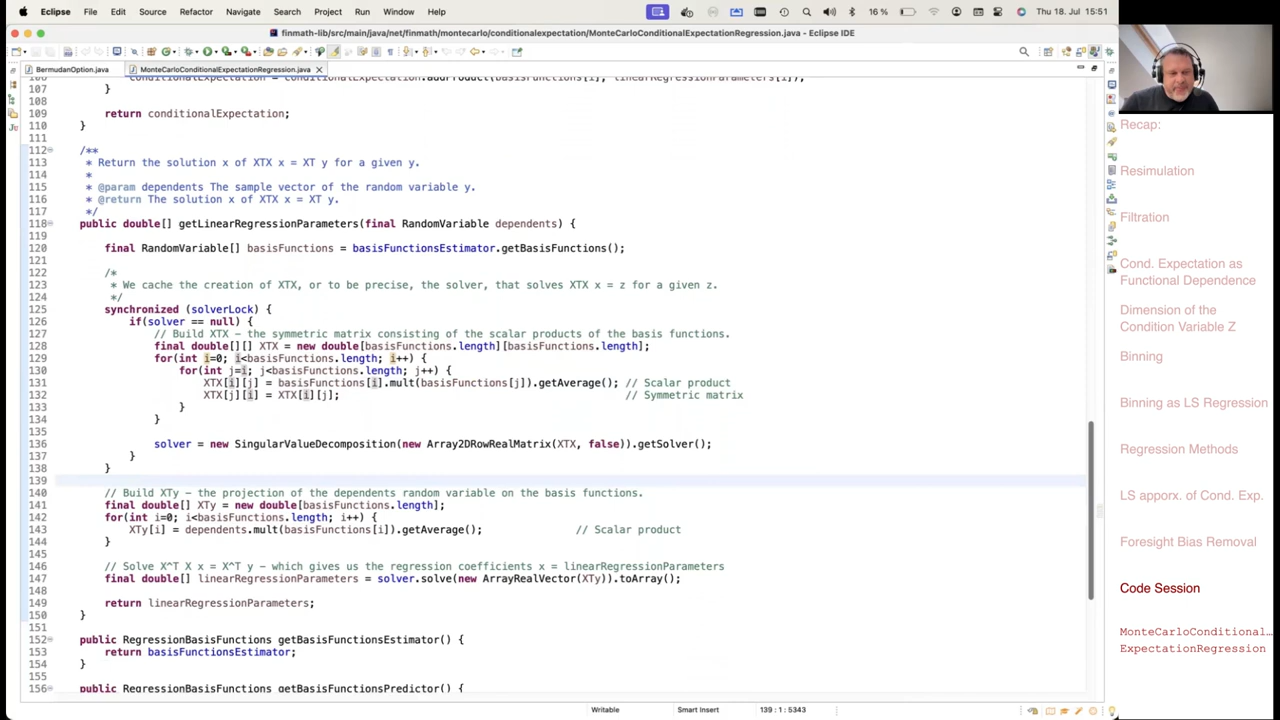 Eclipse File Edit Source Refactor Navigate Search Project Run Window Help 16 % Thu 18. Jul 15:51
finmath-lib/src/main/java/net/finmath/montecarlo/conditionalexpectation/MonteCarloConditionalExpectationRegression.java – Eclipse IDE
BermudanOption.java MonteCarloConditionalExpectationRegression.java
106 conditionalExpectation = conditionalExpectation.addProduct(basisFunctions[i], linearRegressionParameters[i]);
107 }
108
109 return conditionalExpectation;
110 }
111
112 /**
113 * Return the solution x of XTX x = XT y for a given y.
114 *
115 * @param dependents The sample vector of the random variable y.
116 * @return The solution x of XTX x = XT y.
117 */
118 public double[] getLinearRegressionParameters(final RandomVariable dependents) {
119
120 final RandomVariable[] basisFunctions = basisFunctionsEstimator.getBasisFunctions();
121
122 /*
123 * We cache the creation of XTX, or to be precise, the solver, that solves XTX x = z for a given z.
124 */
125 synchronized (solverLock) {
126 if(solver == null) {
127 // Build XTX - the symmetric matrix consisting of the scalar products of the basis functions.
128 final double[][] XTX = new double[basisFunctions.length][basisFunctions.length];
129 for(int i=0; i<basisFunctions.length; i++) {
130 for(int j=i; j<basisFunctions.length; j++) {
131 XTX[i][j] = basisFunctions[i].mult(basisFunctions[j]).getAverage(); // Scalar product
132 XTX[j][i] = XTX[i][j]; // Symmetric matrix
133 }
134 }
135
136 solver = new SingularValueDecomposition(new Array2DRowRealMatrix(XTX, false)).getSolver();
137 }
138 }
139
140 // Build XTy - the projection of the dependents random variable on the basis functions.
141 final double[] XTy = new double[basisFunctions.length];
142 for(int i=0; i<basisFunctions.length; i++) {
143 XTy[i] = dependents.mult(basisFunctions[i]).getAverage(); // Scalar product
144 }
145
146 // Solve X^T X x = X^T y - which gives us the regression coefficients x = linearRegressionParameters
147 final double[] linearRegressionParameters = solver.solve(new ArrayRealVector(XTy)).toArray();
148
149 return linearRegressionParameters;
150 }
151
152 public RegressionBasisFunctions getBasisFunctionsEstimator() {
153 return basisFunctionsEstimator;
154 }
155
156 public RegressionBasisFunctions getBasisFunctionsPredictor() {
Writable Smart Insert 139 : 1 : 5343
Recap:
Resimulation
Filtration
Cond. Expectation as
Functional Dependence
Dimension of the
Condition Variable Z
Binning
Binning as LS Regression
Regression Methods
LS apporx. of Cond. Exp.
Foresight Bias Removal
Code Session
MonteCarloConditional...
ExpectationRegression